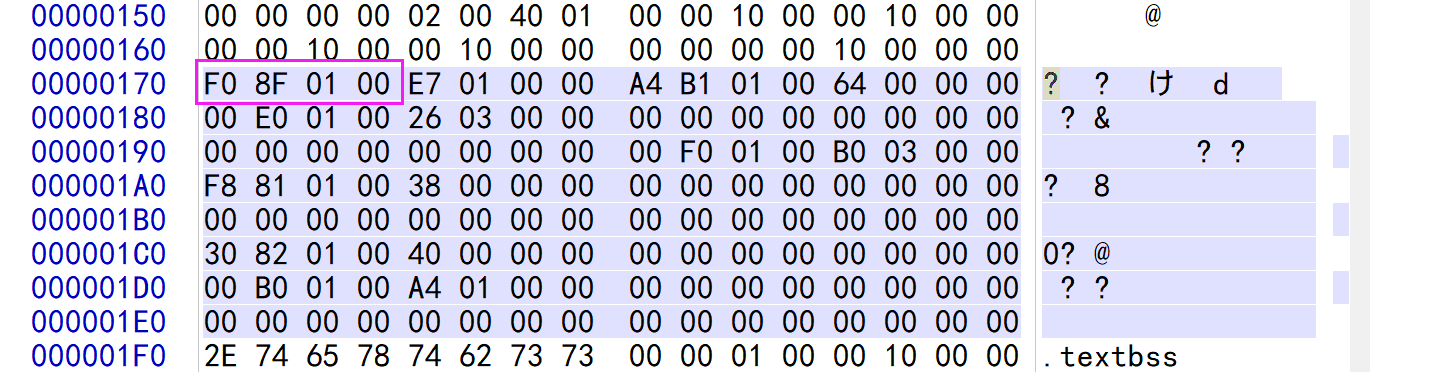 00000150 00 00 00 00 02 00 40 01 00 00 10 00 00 10 00 00 @
00000160 00 00 10 00 00 10 00 00 00 00 00 00 10 00 00 00
00000170 F0 8F 01 00 E7 01 00 00 A4 B1 01 00 64 00 00 00 ? ? け d
00000180 00 E0 01 00 26 03 00 00 00 00 00 00 00 00 00 00 ? &
00000190 00 00 00 00 00 00 00 00 00 F0 01 00 B0 03 00 00 ? ?
000001A0 F8 81 01 00 38 00 00 00 00 00 00 00 00 00 00 00 ? 8
000001B0 00 00 00 00 00 00 00 00 00 00 00 00 00 00 00 00
000001C0 30 82 01 00 40 00 00 00 00 00 00 00 00 00 00 00 0? @
000001D0 00 B0 01 00 A4 01 00 00 00 00 00 00 00 00 00 00 ? ?
000001E0 00 00 00 00 00 00 00 00 00 00 00 00 00 00 00 00
000001F0 2E 74 65 78 74 62 73 73 00 00 01 00 00 10 00 00 .textbss